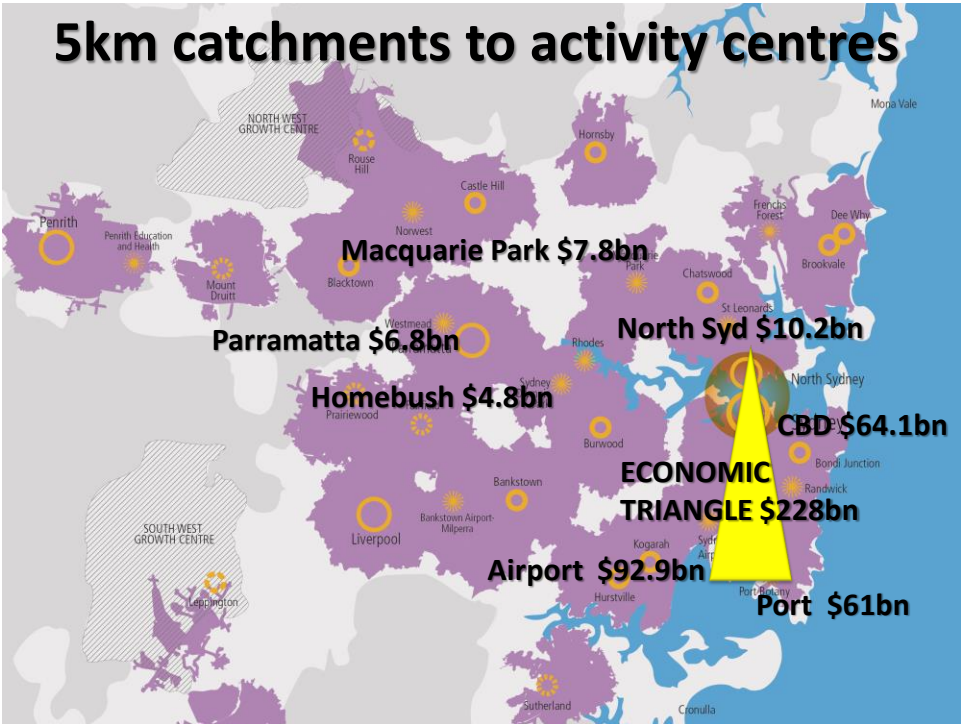 5km catchments to activity centres
Mona Vale
NORTH WEST
GROWTH CENTRE
Hornsby
Rouse
Hill
Castle Hill
Frenchs
Forest
Dee Why
Penrith
Penrith Education
and Health
Norwest
Macquarie Park $7.8bn
Park
Brookvale
Chatswood
Blacktown
Mount
Druitt
St Leonards
North Syd $10.2bn
Westmead
Parramatta $6.8bn
Rhodes
North Sydney
Sydney
Homebush $4.8bn
Prairiewood
CBD $64.1bn
Burwood
Bondi Junction
ECONOMIC
TRIANGLE $228bn
Randwick
Bankstown
Bankstown Airport-
Milperra
SOUTH WEST
GROWTH CENTRE
Liverpool
Kogarah
Airport $92.9bn
Hurstville
Port Botany
Port $61bn
Leppington
Sutherland
Cronulla